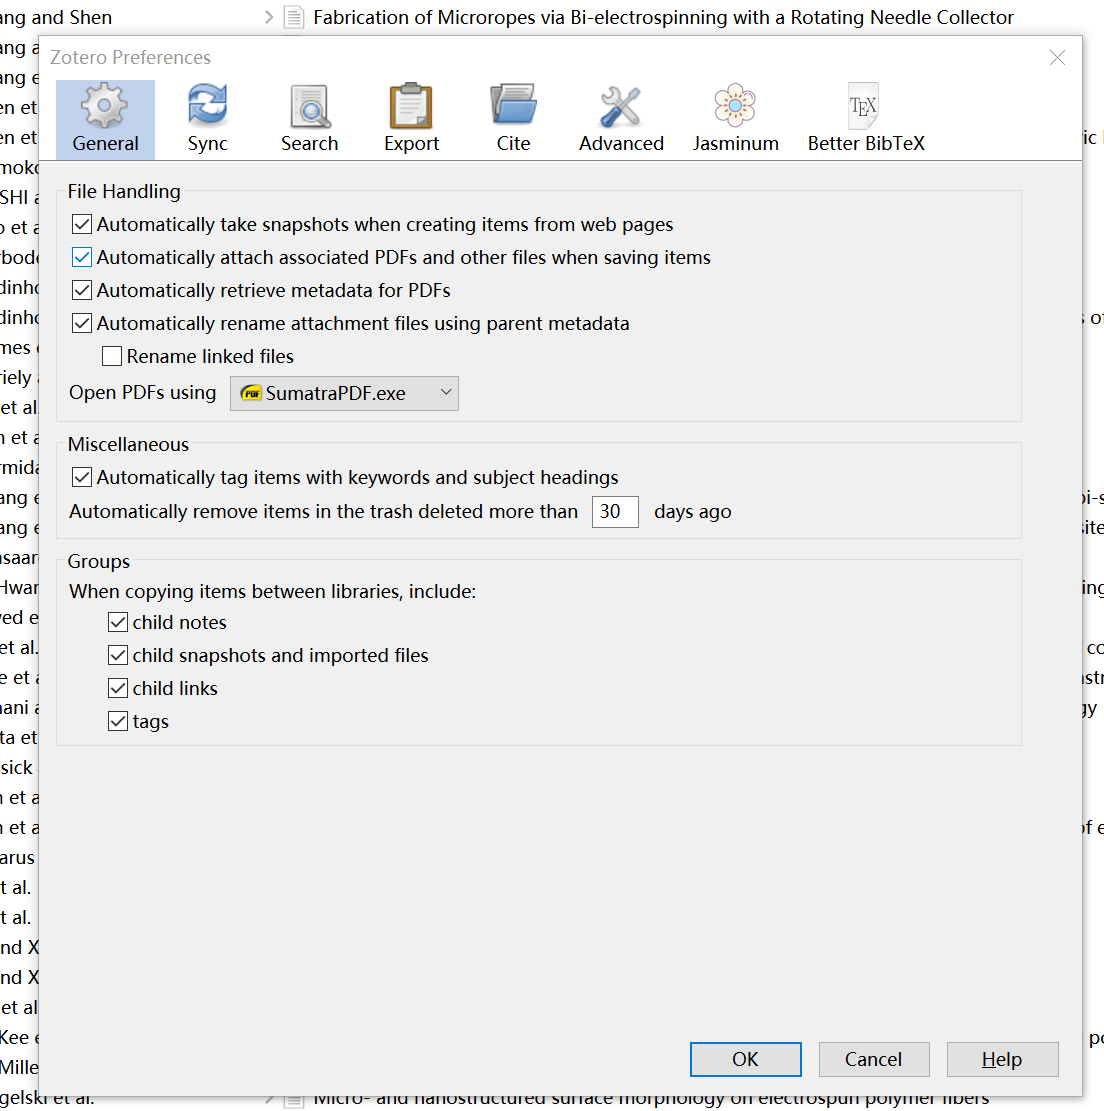 ang and Shen
Fabrication of Microropes via Bi-electrospinning with a Rotating Needle Collector
Zotero Preferences
General
Sync
Search
Export
Cite
Advanced
Jasminum
TEX
Better BibTeX
File Handling
Automatically take snapshots when creating items from web pages
Automatically attach associated PDFs and other files when saving items
Automatically retrieve metadata for PDFs
Automatically rename attachment files using parent metadata
Rename linked files
Open PDFs using
PDF
SumatraPDF.exe
Miscellaneous
Automatically tag items with keywords and subject headings
Automatically remove items in the trash deleted more than 30 days ago
Groups
When copying items between libraries, include:
child notes
child snapshots and imported files
child links
tags
OK
Cancel
Help
gelski et al.
Micro- and nanostructured surface morphology on electrospun polymer fibers